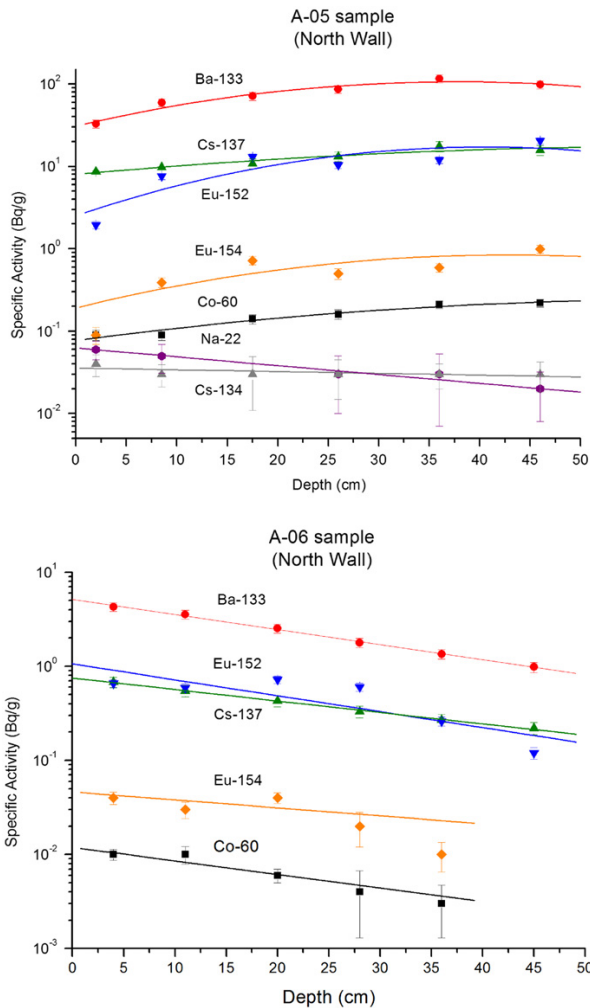 A-05 sample
(North Wall)
10²
10¹
10⁰
10⁻¹
10⁻²
Specific Activity (Bq/g)
Ba-133
Cs-137
Eu-152
Eu-154
Co-60
Na-22
Cs-134
0 5 10 15 20 25 30 35 40 45 50
Depth (cm)
A-06 sample
(North Wall)
10¹
10⁰
10⁻¹
10⁻²
10⁻³
Specific Activity (Bq/g)
Ba-133
Eu-152
Cs-137
Eu-154
Co-60
0 5 10 15 20 25 30 35 40 45 50
Depth (cm)